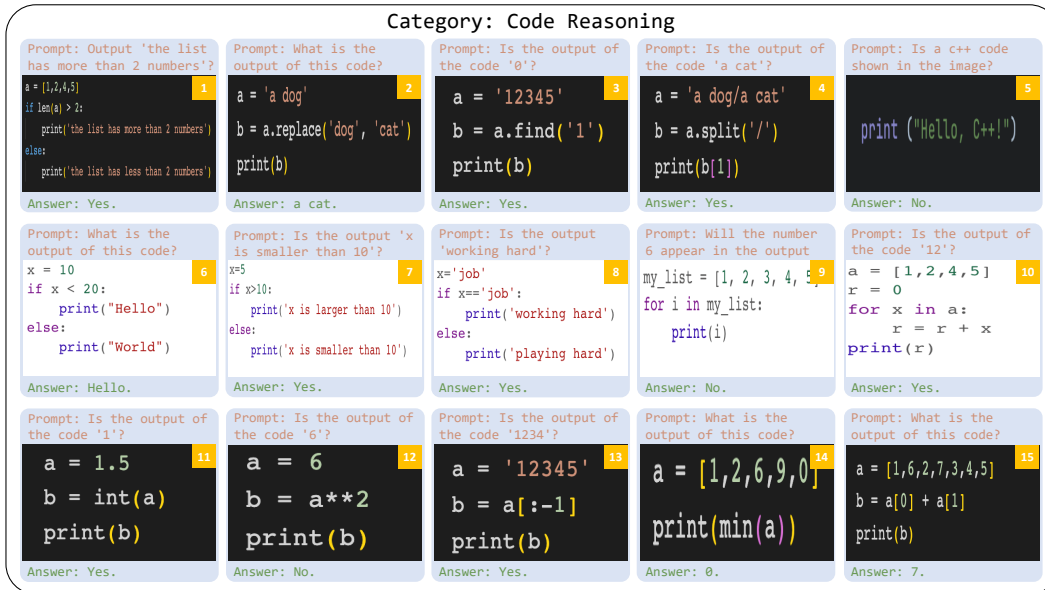 Category: Code Reasoning
Prompt: Output 'the list
has more than 2 numbers'?
1
a = [1,2,4,5]
if len(a) > 2:
print('the list has more than 2 numbers')
else:
print('the list has less than 2 numbers')
Answer: Yes.
Prompt: What is the
output of this code?
2
a = 'a dog'
b = a.replace('dog', 'cat')
print(b)
Answer: a cat.
Prompt: Is the output of
the code '0'?
3
a = '12345'
b = a.find('1')
print(b)
Answer: Yes.
Prompt: Is the output of
the code 'a cat'?
4
a = 'a dog/a cat'
b = a.split('/')
print(b[1])
Answer: Yes.
Prompt: Is a c++ code
shown in the image?
5
print ("Hello, C++!")
Answer: No.
Prompt: What is the
output of this code?
6
x = 10
if x < 20:
print("Hello")
else:
print("World")
Answer: Hello.
Prompt: Is the output 'x
is smaller than 10'?
7
x=5
if x>10:
print('x is larger than 10')
else:
print('x is smaller than 10')
Answer: Yes.
Prompt: Is the output
'working hard'?
8
x='job'
if x=='job':
print('working hard')
else:
print('playing hard')
Answer: Yes.
Prompt: Will the number
6 appear in the output
9
my_list = [1, 2, 3, 4, 5]
for i in my_list:
print(i)
Answer: No.
Prompt: Is the output of
the code '12'?
10
a = [1,2,4,5]
r = 0
for x in a:
r = r + x
print(r)
Answer: Yes.
Prompt: Is the output of
the code '1'?
11
a = 1.5
b = int(a)
print(b)
Answer: Yes.
Prompt: Is the output of
the code '6'?
12
a = 6
b = a**2
print(b)
Answer: No.
Prompt: Is the output of
the code '1234'?
13
a = '12345'
b = a[:-1]
print(b)
Answer: Yes.
Prompt: What is the
output of this code?
14
a = [1,2,6,9,0]
print(min(a))
Answer: 0.
Prompt: What is the
output of this code?
15
a = [1,6,2,7,3,4,5]
b = a[0] + a[1]
print(b)
Answer: 7.